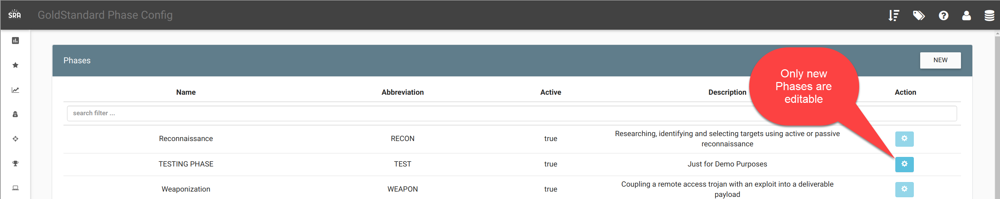 SRA
GoldStandard Phase Config
Phases
NEW
Only new
Phases are
editable
Name
Abbreviation
Active
Description
Action
search filter ...
Reconnaissance
RECON
true
Researching, identifying and selecting targets using active or passive
reconnaissance
TESTING PHASE
TEST
true
Just for Demo Purposes
Weaponization
WEAPON
true
Coupling a remote access trojan with an exploit into a deliverable
payload